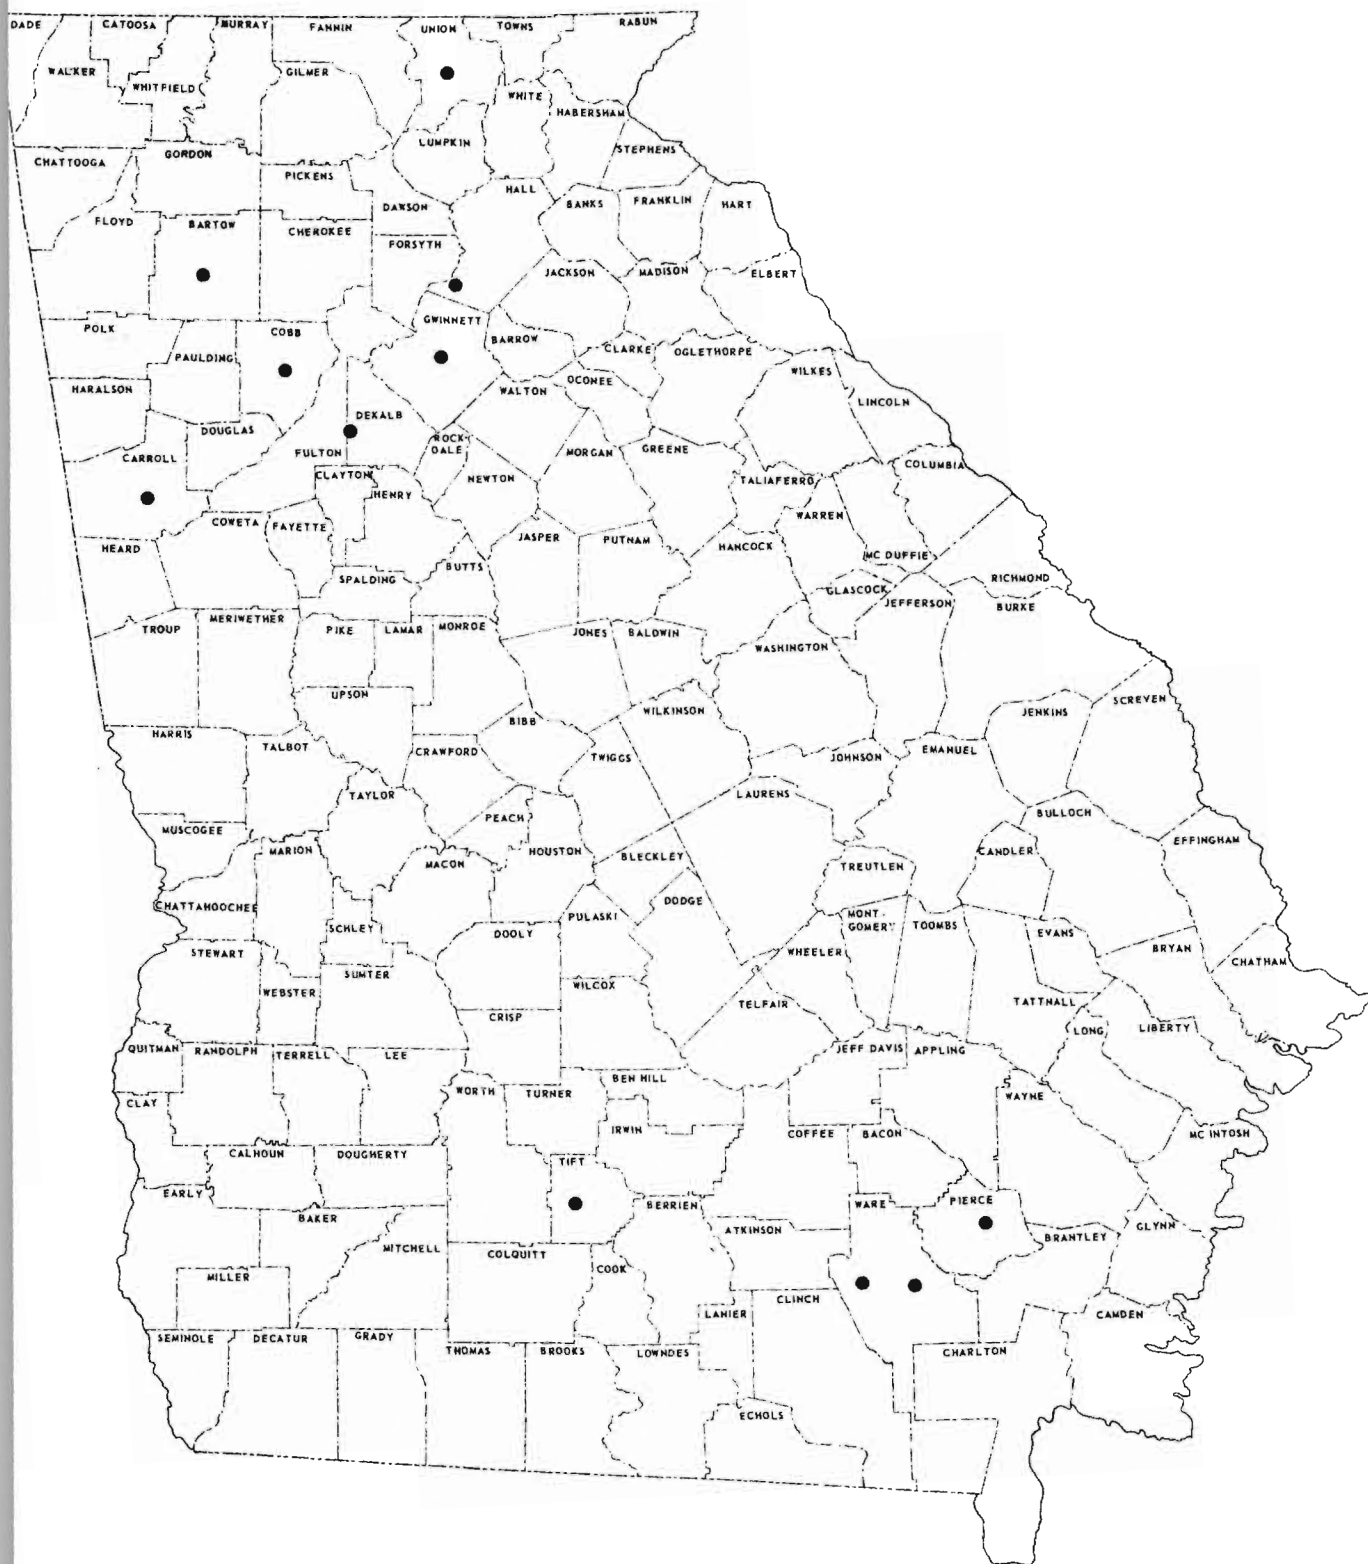 DADE
CATOOSA
MURRAY
FANNIN
UNION
TOWNS
RABUN
WALKER
WHITFIELD
GILMER
WHITE
HABERSHAM
LUMPKIN
STEPHENS
CHATTOOGA
GORDON
PICKENS
HALL
BANKS
FRANKLIN
HART
DAWSON
FLOYD
BARTOW
CHEROKEE
FORSYTH
JACKSON
MADISON
ELBERT
POLK
COBB
GWINNETT
BARROW
CLARKE
OGLETHORPE
PAULDING
HARALSON
WALTON
OCONEE
WILKES
LINCOLN
DEKALB
DOUGLAS
FULTON
ROCK-
DALE
MORGAN
GREENE
CARROLL
CLAYTON
HENRY
NEWTON
TALIAFERRO
COLUMBIA
COWETA
FAYETTE
WARREN
HEARD
JASPER
PUTNAM
HANCOCK
MC DUFFIE
SPALDING
BUTTS
GLASCOCK
JEFFERSON
RICHMOND
BURKE
TROUP
MERIWETHER
PIKE
LAMAR
MONROE
JONES
BALDWIN
WASHINGTON
UPSON
WILKINSON
JENKINS
SCREVEN
HARRIS
TALBOT
CRAWFORD
BIBB
TWIGGS
JOHNSON
EMANUEL
TAYLOR
LAURENS
MUSCOGEE
PEACH
BULLOCH
EFFINGHAM
MARION
MACON
HOUSTON
BLECKLEY
TREUTLEN
CANDLER
CHATTAHOOCHEE
SCHLEY
DOOLY
PULASKI
DODGE
MONT-
GOMERY
TOOMBS
EVANS
STEWART
WHEELER
BRYAN
CHATHAM
SUMTER
WEBSTER
WILCOX
TELFAIR
TATTNALL
CRISP
LONG
LIBERTY
QUITMAN
RANDOLPH
TERRELL
LEE
JEFF DAVIS
APPLING
CLAY
WORTH
TURNER
BEN HILL
WAYNE
IRWIN
COFFEE
BACON
MC INTOSH
CALHOUN
DOUGHERTY
TIFT
EARLY
BAKER
BERRIEN
WARE
PIERCE
MITCHELL
COLQUITT
COOK
ATKINSON
BRANTLEY
GLYNN
MILLER
CLINCH
LANIER
CAMDEN
SEMINOLE
DECATUR
GRADY
THOMAS
BROOKS
LOWNDES
CHARLTON
ECHOLS